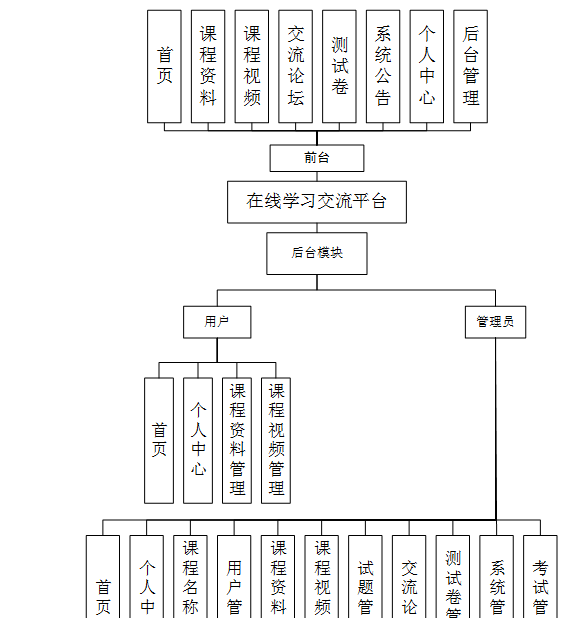 首页
课程资料
课程视频
交流论坛
测试卷
系统公告
个人中心
后台管理
前台
在线学习交流平台
后台模块
用户
管理员
首页
个人中心
课程资料管理
课程视频管理
首页
个人中
课程名称
用户管
课程资料
课程视频
试题管
交流论
测试卷管
系统管
考试管